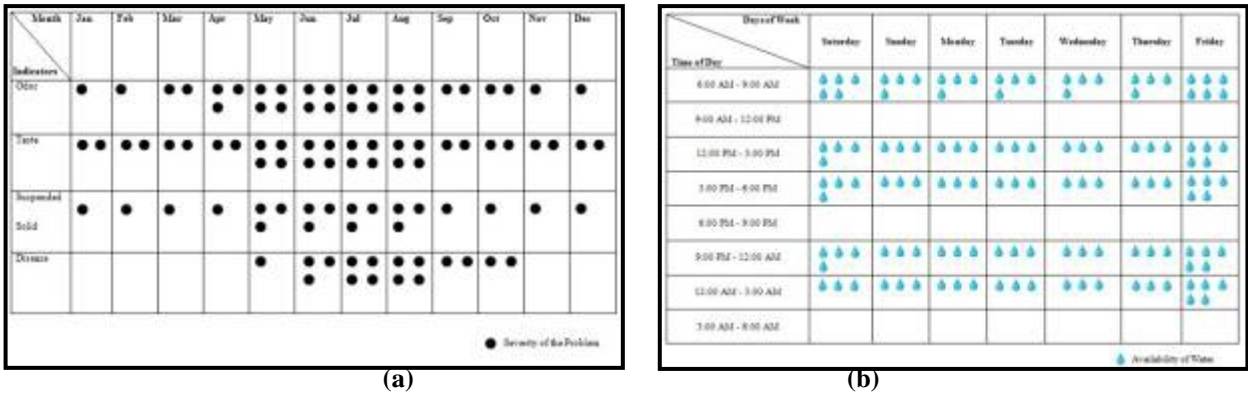 Month Jan Feb Mar Apr May Jun Jul Aug Sep Oct Nov Dec
Indicators
Odor
Taste
Suspended
Solid
Disease
Severity of the Problem
(a)
Days of Week
Saturday Sunday Monday Tuesday Wednesday Thursday Friday
Time of Day
6:00 AM - 9:00 AM
9:00 AM - 12:00 PM
12:00 PM - 3:00 PM
3:00 PM - 6:00 PM
6:00 PM - 9:00 PM
9:00 PM - 12:00 AM
12:00 AM - 3:00 AM
3:00 AM - 6:00 AM
Availability of Water
(b)